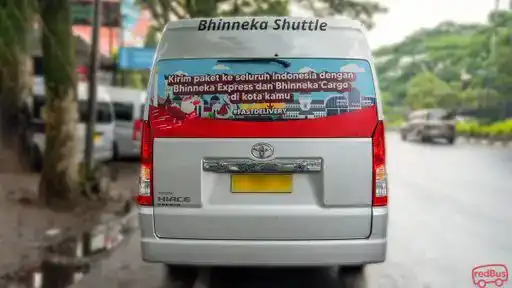 Bhinneka Shuttle
Kirim paket ke seluruh Indonesia dengan
Bhinneka Express dan Bhinneka Cargo
di kota kamu
#FASTDELIVERY
HIACE
redBus